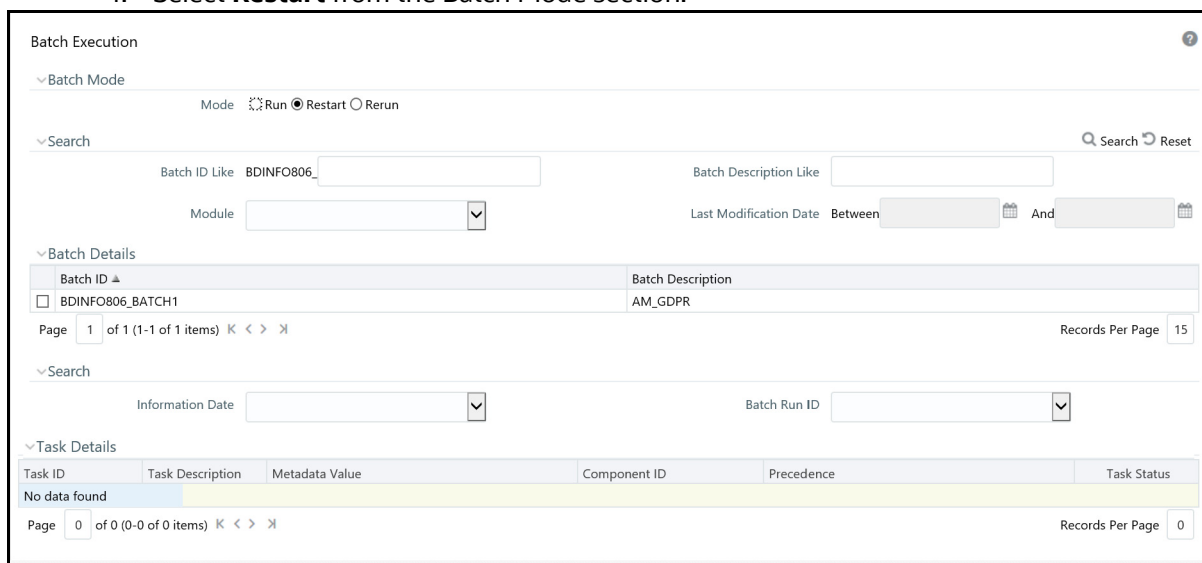 Select Restart from the Batch Mode section.
Batch Execution
Batch Mode
Mode Run Restart Rerun
Search Search Reset
Batch ID Like BDINFO806_ Batch Description Like
Module Last Modification Date Between And
Batch Details
Batch ID Batch Description
BDINFO806_BATCH1 AM_GDPR
Page 1 of 1 (1-1 of 1 items) Records Per Page 15
Search
Information Date Batch Run ID
Task Details
Task ID Task Description Metadata Value Component ID Precedence Task Status
No data found
Page 0 of 0 (0-0 of 0 items) Records Per Page 0